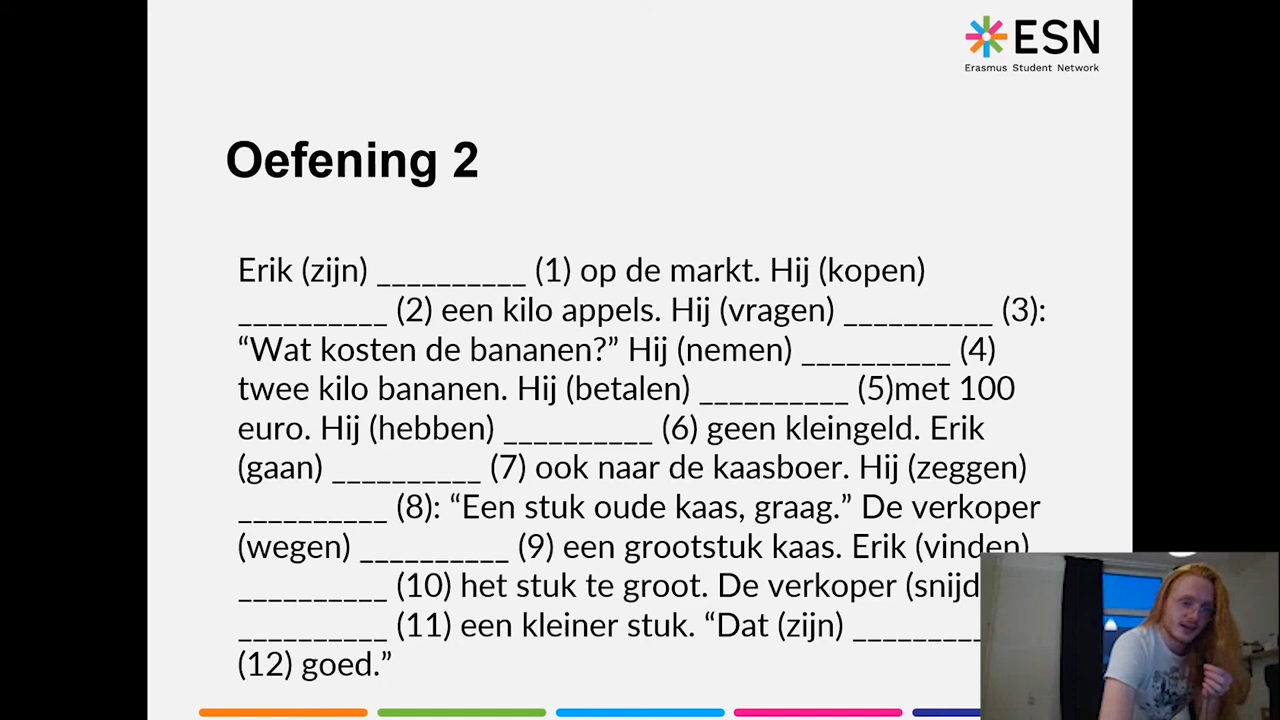 ESN
Erasmus Student Network
Oefening 2
Erik (zijn) __________ (1) op de markt. Hij (kopen)
__________ (2) een kilo appels. Hij (vragen) __________ (3):
“Wat kosten de bananen?” Hij (nemen) __________ (4)
twee kilo bananen. Hij (betalen) __________ (5)met 100
euro. Hij (hebben) __________ (6) geen kleingeld. Erik
(gaan) __________ (7) ook naar de kaasboer. Hij (zeggen)
__________ (8): “Een stuk oude kaas, graag.” De verkoper
(wegen) __________ (9) een grootstuk kaas. Erik (vinden)
__________ (10) het stuk te groot. De verkoper (snijd
__________ (11) een kleiner stuk. “Dat (zijn) _________
(12) goed.”